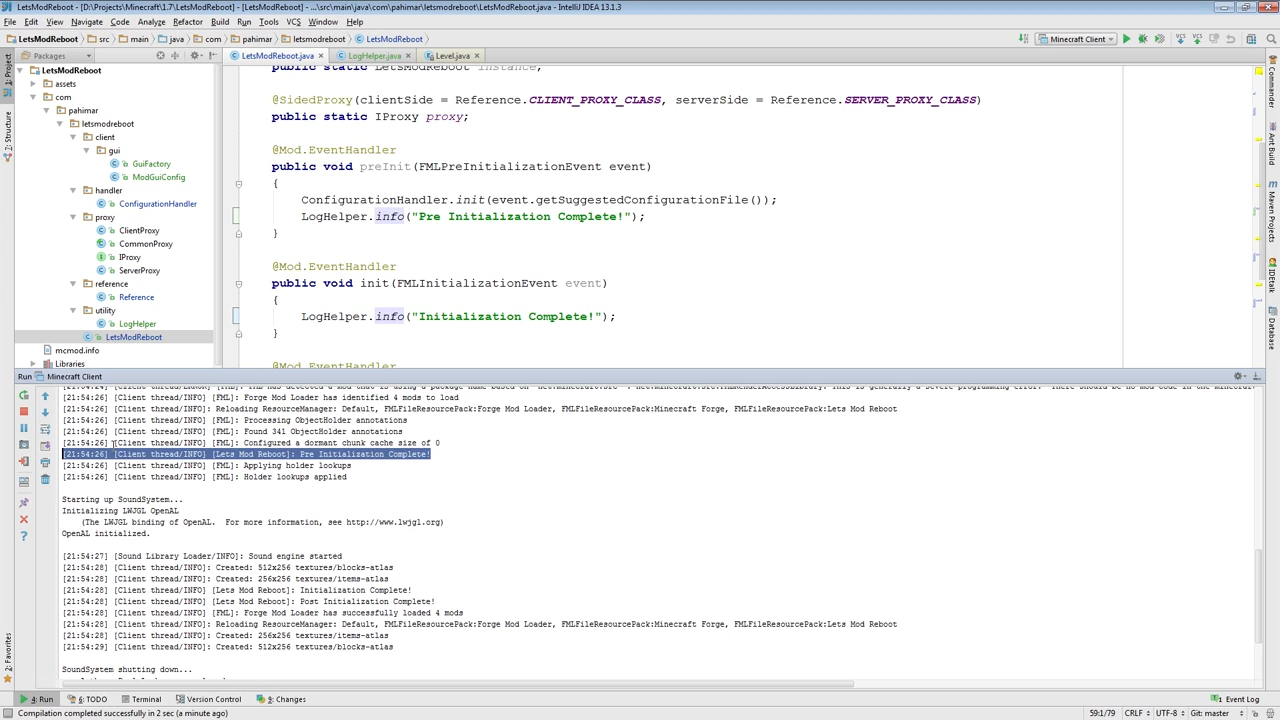 LetsModReboot - [D:\Projects\Minecraft\1.7\LetsModReboot] - [LetsModReboot] - ...\src\main\java\com\pahimar\letsmodreboot\LetsModReboot.java - IntelliJ IDEA 13.1.3
File Edit View Navigate Code Analyze Refactor Build Run Tools VCS Window Help
LetsModReboot src main java com pahimar letsmodreboot LetsModReboot Minecraft Client
Packages LetsModReboot.java LogHelper.java Level.java
1: Project
Z: Structure
2: Favorites
Commander
Ant Build
Maven Projects
IDEtalk
Database
LetsModReboot
assets
com
pahimar
letsmodreboot
client
gui
GuiFactory
ModGuiConfig
handler
ConfigurationHandler
proxy
ClientProxy
CommonProxy
IProxy
ServerProxy
reference
Reference
utility
LogHelper
LetsModReboot
mcmod.info
Libraries
public static LetsModReboot instance;
@SidedProxy(clientSide = Reference.CLIENT_PROXY_CLASS, serverSide = Reference.SERVER_PROXY_CLASS)
public static IProxy proxy;
@Mod.EventHandler
public void preInit(FMLPreInitializationEvent event)
{
ConfigurationHandler.init(event.getSuggestedConfigurationFile());
LogHelper.info("Pre Initialization Complete!");
}
@Mod.EventHandler
public void init(FMLInitializationEvent event)
{
LogHelper.info("Initialization Complete!");
}
@Mod.EventHandler
Run Minecraft Client
[21:54:26] [Client thread/INFO] [FML]: Forge Mod Loader has identified 4 mods to load
[21:54:26] [Client thread/INFO] [FML]: Reloading ResourceManager: Default, FMLFileResourcePack:Forge Mod Loader, FMLFileResourcePack:Minecraft Forge, FMLFileResourcePack:Lets Mod Reboot
[21:54:26] [Client thread/INFO] [FML]: Processing ObjectHolder annotations
[21:54:26] [Client thread/INFO] [FML]: Found 341 ObjectHolder annotations
[21:54:26] [Client thread/INFO] [FML]: Configured a dormant chunk cache size of 0
[21:54:26] [Client thread/INFO] [Lets Mod Reboot]: Pre Initialization Complete!
[21:54:26] [Client thread/INFO] [FML]: Applying holder lookups
[21:54:26] [Client thread/INFO] [FML]: Holder lookups applied
Starting up SoundSystem...
Initializing LWJGL OpenAL
(The LWJGL binding of OpenAL. For more information, see http://www.lwjgl.org)
OpenAL initialized.
[21:54:27] [Sound Library Loader/INFO]: Sound engine started
[21:54:28] [Client thread/INFO]: Created: 512x256 textures/blocks-atlas
[21:54:28] [Client thread/INFO]: Created: 256x256 textures/items-atlas
[21:54:28] [Client thread/INFO] [Lets Mod Reboot]: Initialization Complete!
[21:54:28] [Client thread/INFO] [Lets Mod Reboot]: Post Initialization Complete!
[21:54:28] [Client thread/INFO] [FML]: Forge Mod Loader has successfully loaded 4 mods
[21:54:28] [Client thread/INFO] [FML]: Reloading ResourceManager: Default, FMLFileResourcePack:Forge Mod Loader, FMLFileResourcePack:Minecraft Forge, FMLFileResourcePack:Lets Mod Reboot
[21:54:28] [Client thread/INFO]: Created: 256x256 textures/items-atlas
[21:54:29] [Client thread/INFO]: Created: 512x256 textures/blocks-atlas
SoundSystem shutting down...
4: Run 6: TODO Terminal Version Control 9: Changes Event Log
Compilation completed successfully in 2 sec (a minute ago) 59:1/79 CRLF UTF-8 Git: master